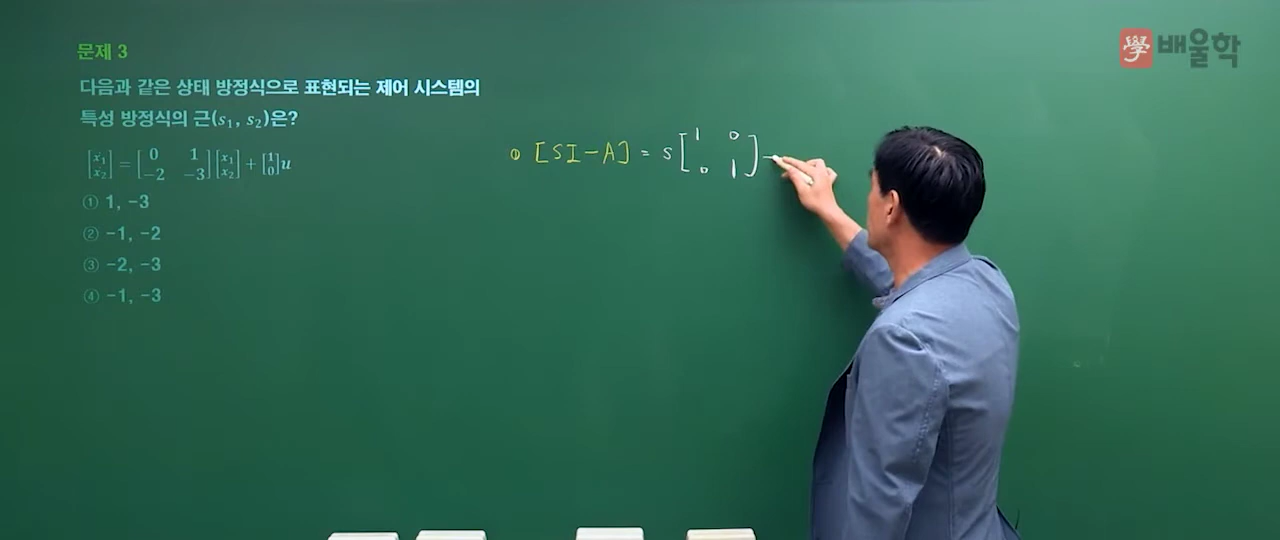 문제 3
學 배울학
다음과 같은 상태 방정식으로 표현되는 제어 시스템의
특성 방정식의 근(s₁, s₂)은?
[ẋ₁ ẋ₂] = [0 1 −2 −3][x₁ x₂] + [1 0]u
① 1, −3
② −1, −2
③ −2, −3
④ −1, −3
① [SI−A] = S[1 0 0 1] −